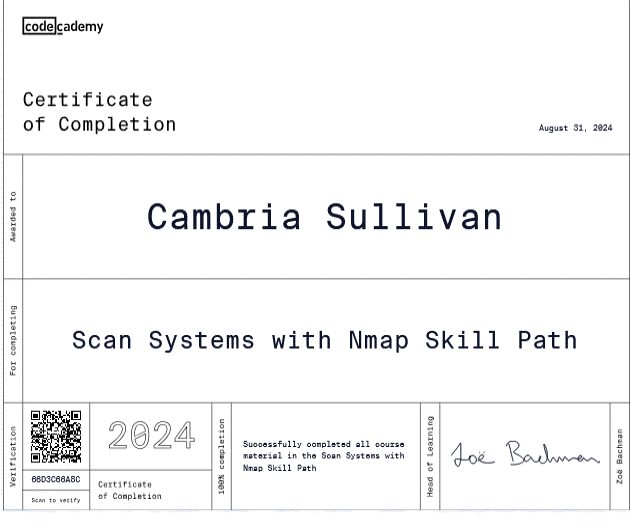 codecademy
Certificate
of Completion
August 31, 2024
Awarded to
Cambria Sullivan
For completing
Scan Systems with Nmap Skill Path
Verification
66D3C66A8C
Scan to verify
2024
Certificate
of Completion
100% completion
Successfully completed all course
material in the Scan Systems with
Nmap Skill Path
Head of Learning
Zoë Bachman
Zoë Bachman